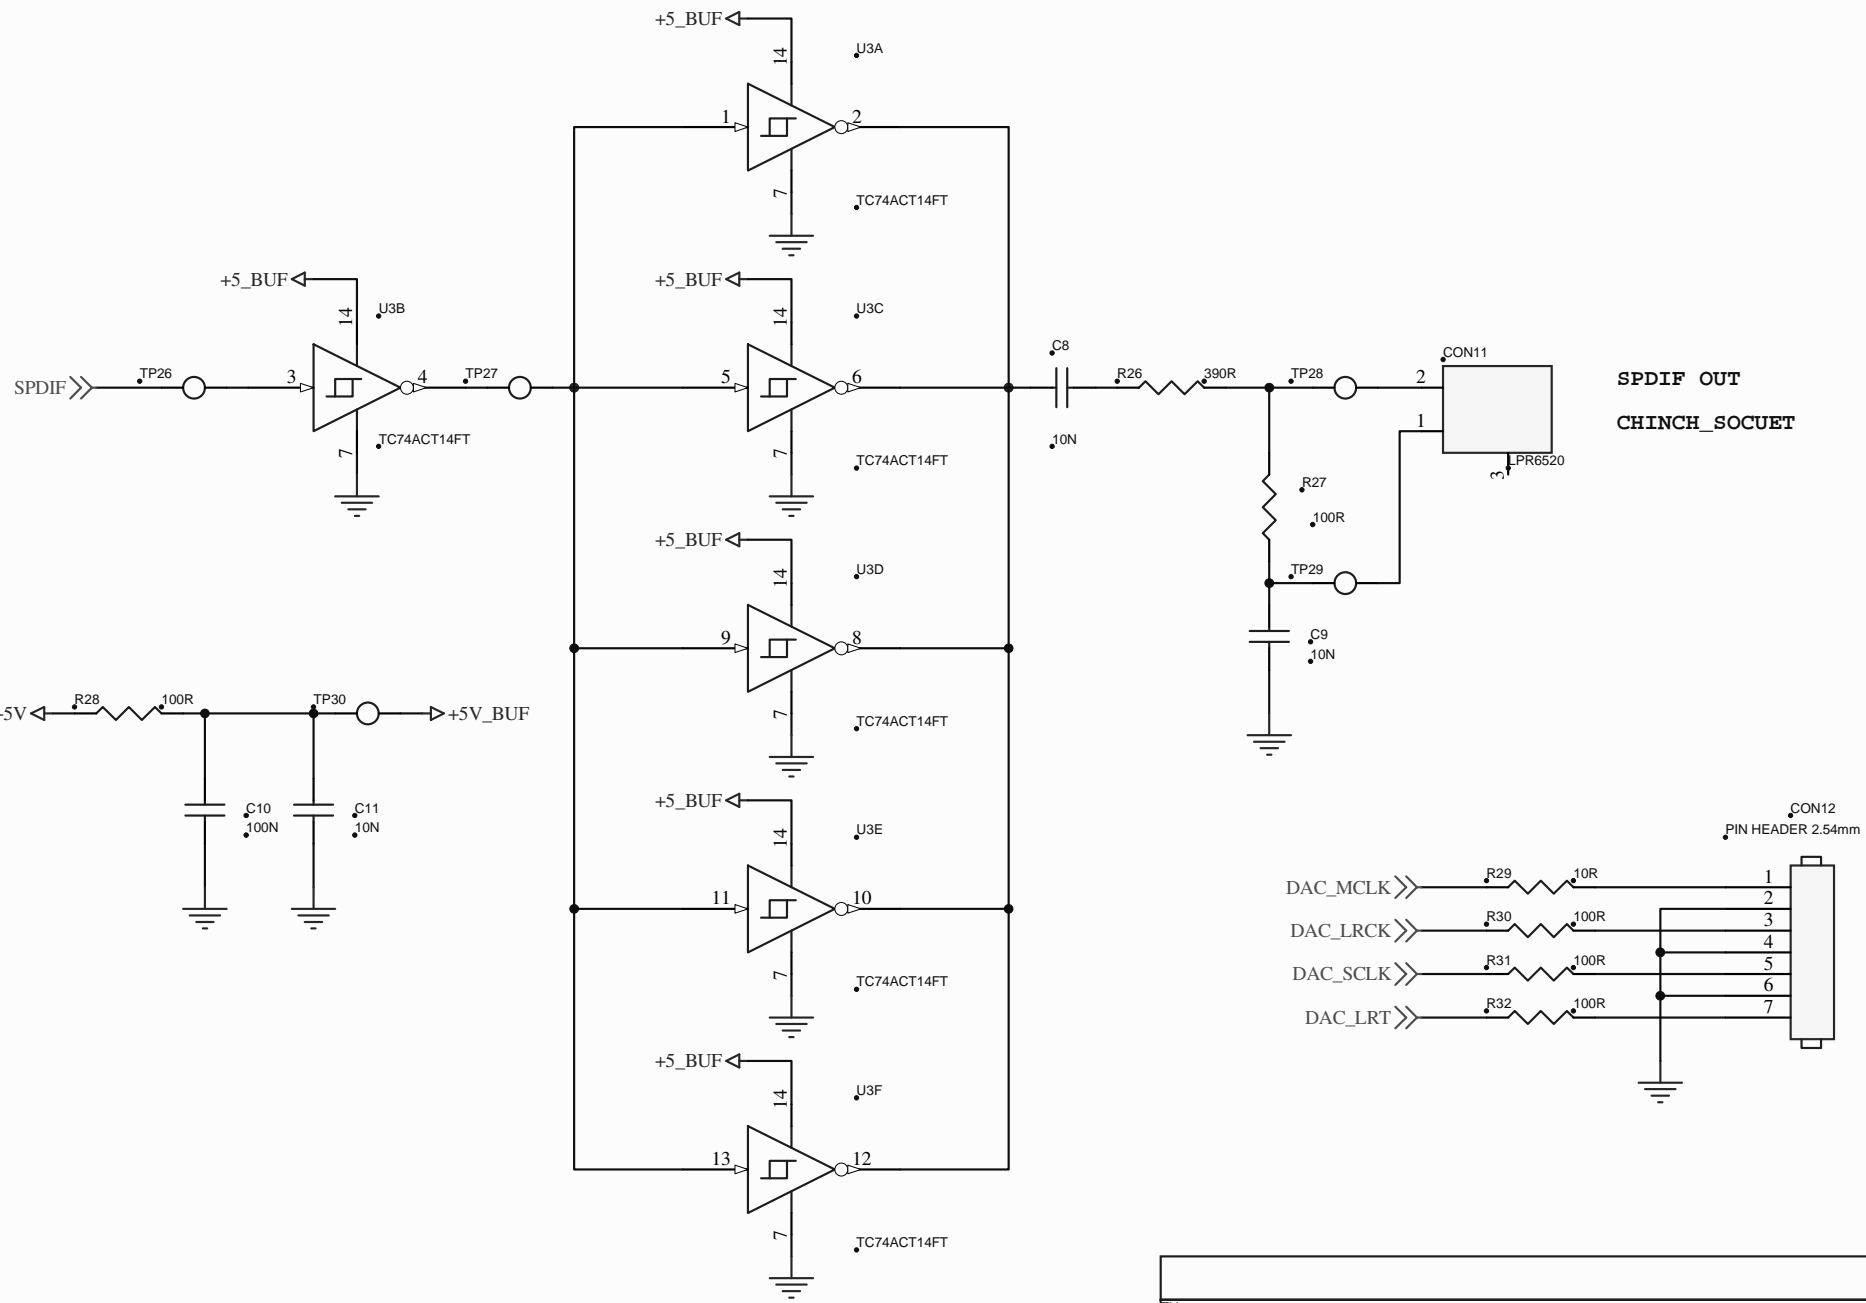 +5_BUF
14
U3A
1
2
7
TC74ACT14FT
+5_BUF
14
U3B
SPDIF
TP26
3
4
TP27
7
TC74ACT14FT
+5_BUF
14
U3C
5
6
7
TC74ACT14FT
C8
10N
R26
390R
TP28
CON11
2
1
3
LPR6520
SPDIF OUT
CHINCH_SOCUET
R27
100R
TP29
C9
10N
+5_BUF
14
U3D
9
8
7
TC74ACT14FT
5V
R28
100R
TP30
+5V_BUF
C10
100N
C11
10N
+5_BUF
14
U3E
11
10
7
TC74ACT14FT
CON12
PIN HEADER 2.54mm
DAC_MCLK
R29
10R
1
2
DAC_LRCK
R30
100R
3
4
DAC_SCLK
R31
100R
5
6
DAC_LRT
R32
100R
7
+5_BUF
14
U3F
13
12
7
TC74ACT14FT